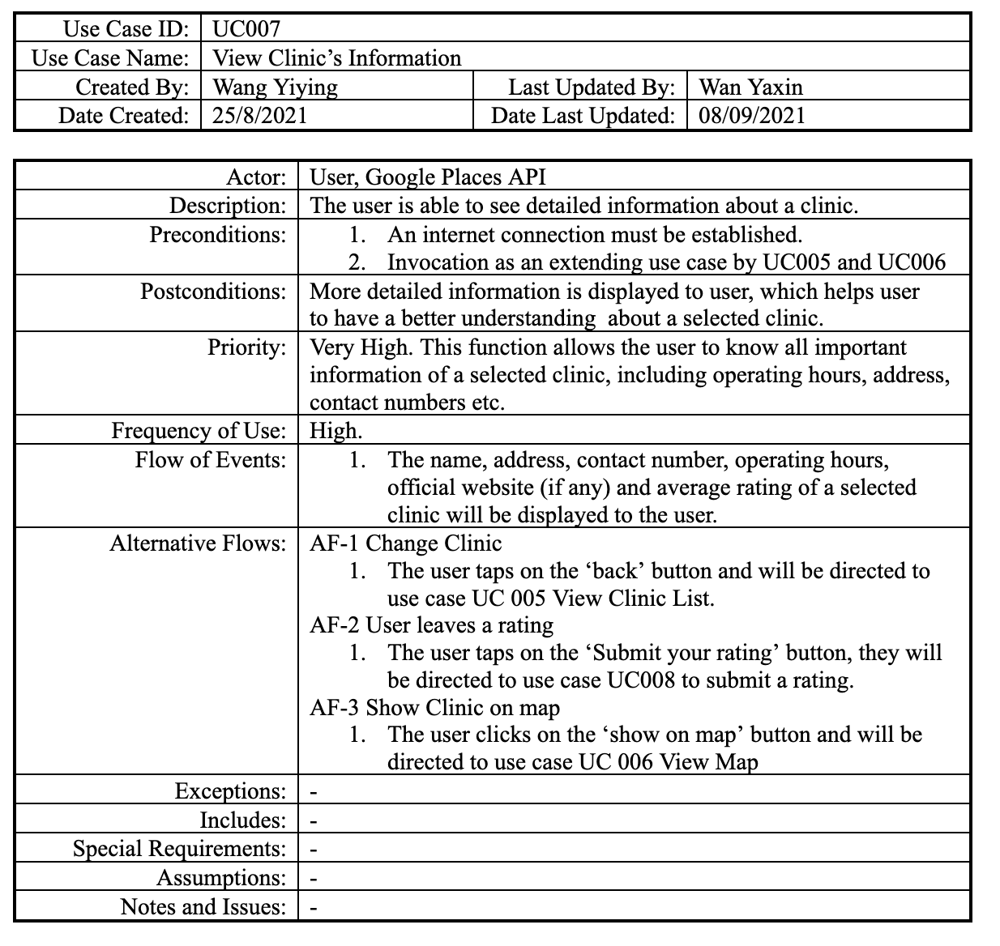 Use Case ID: UC007
Use Case Name: View Clinic’s Information
Created By: Wang Yiying Last Updated By: Wan Yaxin
Date Created: 25/8/2021 Date Last Updated: 08/09/2021
Actor: User, Google Places API
Description: The user is able to see detailed information about a clinic.
Preconditions: 1. An internet connection must be established.
2. Invocation as an extending use case by UC005 and UC006
Postconditions: More detailed information is displayed to user, which helps user
to have a better understanding about a selected clinic.
Priority: Very High. This function allows the user to know all important
information of a selected clinic, including operating hours, address,
contact numbers etc.
Frequency of Use: High.
Flow of Events: 1. The name, address, contact number, operating hours,
official website (if any) and average rating of a selected
clinic will be displayed to the user.
Alternative Flows: AF-1 Change Clinic
1. The user taps on the ‘back’ button and will be directed to
use case UC 005 View Clinic List.
AF-2 User leaves a rating
1. The user taps on the ‘Submit your rating’ button, they will
be directed to use case UC008 to submit a rating.
AF-3 Show Clinic on map
1. The user clicks on the ‘show on map’ button and will be
directed to use case UC 006 View Map
Exceptions: -
Includes: -
Special Requirements: -
Assumptions: -
Notes and Issues: -